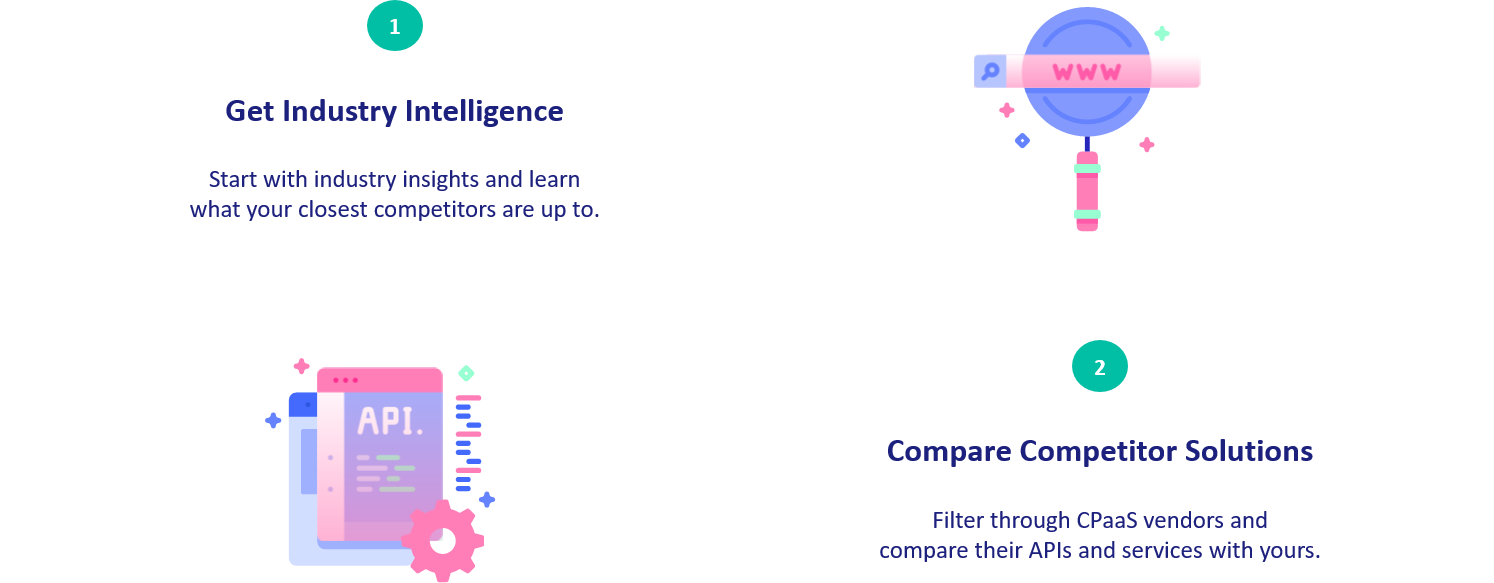 1
Get Industry Intelligence
Start with industry insights and learn
what your closest competitors are up to.
WWW
API.
2
Compare Competitor Solutions
Filter through CPaaS vendors and
compare their APIs and services with yours.